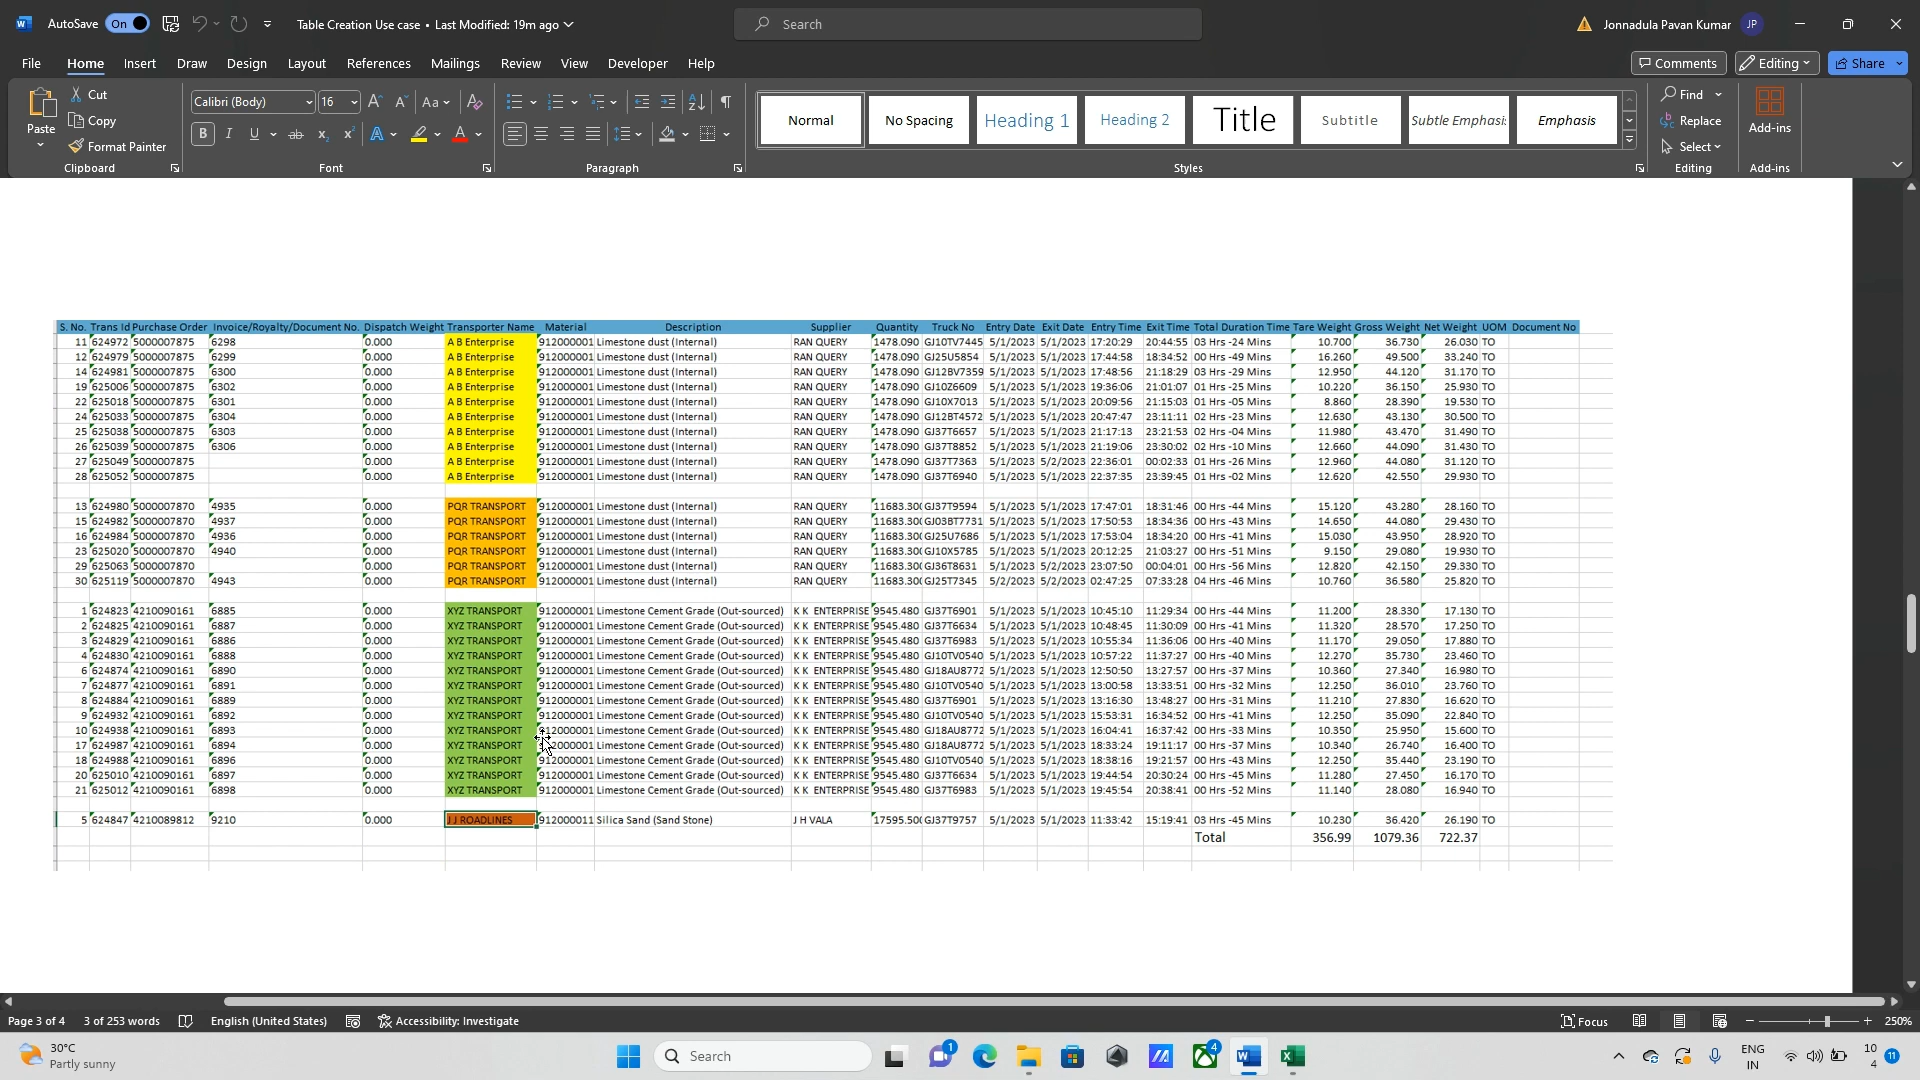 AutoSave On Table Creation Use case • Last Modified: 19m ago Search Jonnadula Pavan Kumar JP
File Home Insert Draw Design Layout References Mailings Review View Developer Help Comments Editing Share
Paste Cut Copy Format Painter Clipboard
Calibri (Body) 16 Aa Font
Paragraph
Normal No Spacing Heading 1 Heading 2 Title Subtitle Subtle Emphasis Emphasis Styles
Find Replace Select Editing
Add-ins Add-ins
S. No. Trans Id Purchase Order Invoice/Royalty/Document No. Dispatch Weight Transporter Name Material Description Supplier Quantity Truck No Entry Date Exit Date Entry Time Exit Time Total Duration Time Tare Weight Gross Weight Net Weight UOM Document No
11 624972 5000007875 6298 0.000 A B Enterprise 912000001 Limestone dust (Internal) RAN QUERY 1478.090 GJ10TV7445 5/1/2023 5/1/2023 17:20:29 20:44:55 03 Hrs -24 Mins 10.700 36.730 26.030 TO
12 624979 5000007875 6299 0.000 A B Enterprise 912000001 Limestone dust (Internal) RAN QUERY 1478.090 GJ25U5854 5/1/2023 5/1/2023 17:44:58 18:34:52 00 Hrs -49 Mins 16.260 49.500 33.240 TO
14 624981 5000007875 6300 0.000 A B Enterprise 912000001 Limestone dust (Internal) RAN QUERY 1478.090 GJ12BV7359 5/1/2023 5/1/2023 17:48:56 21:18:29 03 Hrs -29 Mins 12.950 44.120 31.170 TO
19 625006 5000007875 6302 0.000 A B Enterprise 912000001 Limestone dust (Internal) RAN QUERY 1478.090 GJ10Z6609 5/1/2023 5/1/2023 19:36:06 21:01:07 01 Hrs -25 Mins 10.220 36.150 25.930 TO
22 625018 5000007875 6301 0.000 A B Enterprise 912000001 Limestone dust (Internal) RAN QUERY 1478.090 GJ10X7013 5/1/2023 5/1/2023 20:09:56 21:15:03 01 Hrs -05 Mins 8.860 28.390 19.530 TO
24 625033 5000007875 6304 0.000 A B Enterprise 912000001 Limestone dust (Internal) RAN QUERY 1478.090 GJ12BT4572 5/1/2023 5/1/2023 20:47:47 23:11:11 02 Hrs -23 Mins 12.630 43.130 30.500 TO
25 625038 5000007875 6303 0.000 A B Enterprise 912000001 Limestone dust (Internal) RAN QUERY 1478.090 GJ37T6657 5/1/2023 5/1/2023 21:17:13 23:21:53 02 Hrs -04 Mins 11.980 43.470 31.490 TO
26 625039 5000007875 6306 0.000 A B Enterprise 912000001 Limestone dust (Internal) RAN QUERY 1478.090 GJ37T8852 5/1/2023 5/1/2023 21:19:06 23:30:02 02 Hrs -10 Mins 12.660 44.090 31.430 TO
27 625049 5000007875 0.000 A B Enterprise 912000001 Limestone dust (Internal) RAN QUERY 1478.090 GJ37T7363 5/1/2023 5/2/2023 22:36:01 00:02:33 01 Hrs -26 Mins 12.960 44.080 31.120 TO
28 625052 5000007875 0.000 A B Enterprise 912000001 Limestone dust (Internal) RAN QUERY 1478.090 GJ37T6940 5/1/2023 5/1/2023 22:37:35 23:39:45 01 Hrs -02 Mins 12.620 42.550 29.930 TO
13 624980 5000007870 4935 0.000 PQR TRANSPORT 912000001 Limestone dust (Internal) RAN QUERY 11683.300 GJ37T9594 5/1/2023 5/1/2023 17:47:01 18:31:46 00 Hrs -44 Mins 15.120 43.280 28.160 TO
15 624982 5000007870 4937 0.000 PQR TRANSPORT 912000001 Limestone dust (Internal) RAN QUERY 11683.300 GJ03BT7731 5/1/2023 5/1/2023 17:50:53 18:34:36 00 Hrs -43 Mins 14.650 44.080 29.430 TO
16 624984 5000007870 4936 0.000 PQR TRANSPORT 912000001 Limestone dust (Internal) RAN QUERY 11683.300 GJ25U7686 5/1/2023 5/1/2023 17:53:04 18:34:20 00 Hrs -41 Mins 15.030 43.950 28.920 TO
23 625020 5000007870 4940 0.000 PQR TRANSPORT 912000001 Limestone dust (Internal) RAN QUERY 11683.300 GJ10X5785 5/1/2023 5/1/2023 20:12:25 21:03:27 00 Hrs -51 Mins 9.150 29.080 19.930 TO
29 625063 5000007870 0.000 PQR TRANSPORT 912000001 Limestone dust (Internal) RAN QUERY 11683.300 GJ36T8631 5/1/2023 5/2/2023 23:07:50 00:04:01 00 Hrs -56 Mins 12.820 42.150 29.330 TO
30 625119 5000007870 4943 0.000 PQR TRANSPORT 912000001 Limestone dust (Internal) RAN QUERY 11683.300 GJ25T7345 5/2/2023 5/2/2023 02:47:25 07:33:28 04 Hrs -46 Mins 10.760 36.580 25.820 TO
1 624823 4210090161 6885 0.000 XYZ TRANSPORT 912000001 Limestone Cement Grade (Out-sourced) K K ENTERPRISE 9545.480 GJ37T6901 5/1/2023 5/1/2023 10:45:10 11:29:34 00 Hrs -44 Mins 11.200 28.330 17.130 TO
2 624825 4210090161 6887 0.000 XYZ TRANSPORT 912000001 Limestone Cement Grade (Out-sourced) K K ENTERPRISE 9545.480 GJ37T6634 5/1/2023 5/1/2023 10:48:45 11:30:09 00 Hrs -41 Mins 11.320 28.570 17.250 TO
3 624829 4210090161 6886 0.000 XYZ TRANSPORT 912000001 Limestone Cement Grade (Out-sourced) K K ENTERPRISE 9545.480 GJ37T6983 5/1/2023 5/1/2023 10:55:34 11:36:06 00 Hrs -40 Mins 11.170 29.050 17.880 TO
4 624830 4210090161 6888 0.000 XYZ TRANSPORT 912000001 Limestone Cement Grade (Out-sourced) K K ENTERPRISE 9545.480 GJ10TV0540 5/1/2023 5/1/2023 10:57:22 11:37:27 00 Hrs -40 Mins 12.270 35.730 23.460 TO
6 624874 4210090161 6890 0.000 XYZ TRANSPORT 912000001 Limestone Cement Grade (Out-sourced) K K ENTERPRISE 9545.480 GJ18AU8772 5/1/2023 5/1/2023 12:50:50 13:27:57 00 Hrs -37 Mins 10.360 27.340 16.980 TO
7 624877 4210090161 6891 0.000 XYZ TRANSPORT 912000001 Limestone Cement Grade (Out-sourced) K K ENTERPRISE 9545.480 GJ10TV0540 5/1/2023 5/1/2023 13:00:58 13:33:51 00 Hrs -32 Mins 12.250 36.010 23.760 TO
8 624884 4210090161 6889 0.000 XYZ TRANSPORT 912000001 Limestone Cement Grade (Out-sourced) K K ENTERPRISE 9545.480 GJ37T6901 5/1/2023 5/1/2023 13:16:30 13:48:27 00 Hrs -31 Mins 11.210 27.830 16.620 TO
9 624932 4210090161 6892 0.000 XYZ TRANSPORT 912000001 Limestone Cement Grade (Out-sourced) K K ENTERPRISE 9545.480 GJ10TV0540 5/1/2023 5/1/2023 15:53:31 16:34:52 00 Hrs -41 Mins 12.250 35.090 22.840 TO
10 624938 4210090161 6893 0.000 XYZ TRANSPORT 912000001 Limestone Cement Grade (Out-sourced) K K ENTERPRISE 9545.480 GJ18AU8772 5/1/2023 5/1/2023 16:04:41 16:37:42 00 Hrs -33 Mins 10.350 25.950 15.600 TO
17 624987 4210090161 6894 0.000 XYZ TRANSPORT 912000001 Limestone Cement Grade (Out-sourced) K K ENTERPRISE 9545.480 GJ18AU8772 5/1/2023 5/1/2023 18:33:24 19:11:17 00 Hrs -37 Mins 10.340 26.740 16.400 TO
18 624988 4210090161 6896 0.000 XYZ TRANSPORT 912000001 Limestone Cement Grade (Out-sourced) K K ENTERPRISE 9545.480 GJ10TV0540 5/1/2023 5/1/2023 18:38:16 19:21:57 00 Hrs -43 Mins 12.250 35.440 23.190 TO
20 625010 4210090161 6897 0.000 XYZ TRANSPORT 912000001 Limestone Cement Grade (Out-sourced) K K ENTERPRISE 9545.480 GJ37T6634 5/1/2023 5/1/2023 19:44:54 20:30:24 00 Hrs -45 Mins 11.280 27.450 16.170 TO
21 625012 4210090161 6898 0.000 XYZ TRANSPORT 912000001 Limestone Cement Grade (Out-sourced) K K ENTERPRISE 9545.480 GJ37T6983 5/1/2023 5/1/2023 19:45:54 20:38:41 00 Hrs -52 Mins 11.140 28.080 16.940 TO
5 624847 4210089812 9210 0.000 J J ROADLINES 912000011 Silica Sand (Sand Stone) J H VALA 17595.500 GJ37T9757 5/1/2023 5/1/2023 11:33:42 15:19:41 03 Hrs -45 Mins 10.230 36.420 26.190 TO
Total 356.99 1079.36 722.37
Page 3 of 4 3 of 253 words English (United States) Accessibility: Investigate Focus 250%
30°C
Partly sunny
Search 1 4 ENG IN 10 4 11